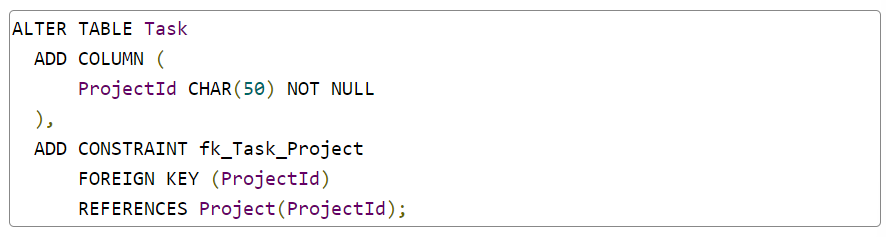 ALTER TABLE Task
  ADD COLUMN (
      ProjectId CHAR(50) NOT NULL
  ),
  ADD CONSTRAINT fk_Task_Project
      FOREIGN KEY (ProjectId)
      REFERENCES Project(ProjectId);